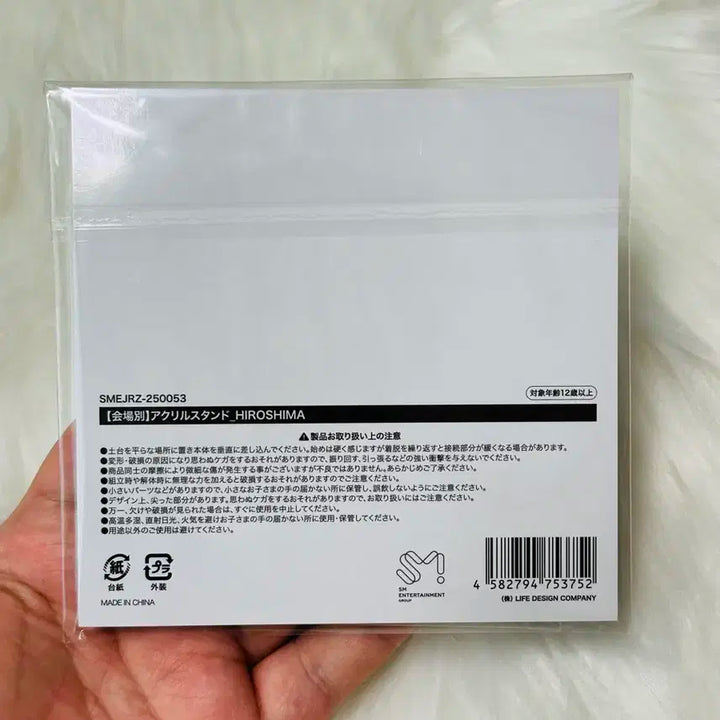 SMEJRZ-250053
対象年齢12歳以上
【会場別】アクリルスタンド_HIROSHIMA
⚠製品お取り扱い上の注意
●土台を平らな場所に置き本体を垂直に差し込んでください。始めは硬く感じますが着脱を繰り返すと接続部分が緩くなる場合があります。
●変形・破損の原因になり思わぬケガをするおそれがありますので、振り回す、引っ張るなどの強い衝撃を与えないでください。
●商品同士の摩擦により微細な傷が発生する事がございますが不良ではありません。あらかじめご了承ください。
●組立時や解体時に無理な力を加えると破損するおそれがありますのでご注意ください。
●小さいパーツなどがありますので、小さなお子さまの手の届かない所に保管し、誤飲しないようにご注意ください。
●デザイン上、尖った部分があります。思わぬケガをするおそれがありますので、お取り扱いにはご注意ください。
●万一、欠けや破損が見られた場合は、すぐに使用を中止してください。
●高温多湿、直射日光、火気を避けお子さまの手の届かない所に使用・保管してください。
●用途以外のご使用は避けてください。
紙
台紙
プラ
外装
MADE IN CHINA
SM
SM
ENTERTAINMENT
GROUP
4 582794 753752
(株) LIFE DESIGN COMPANY